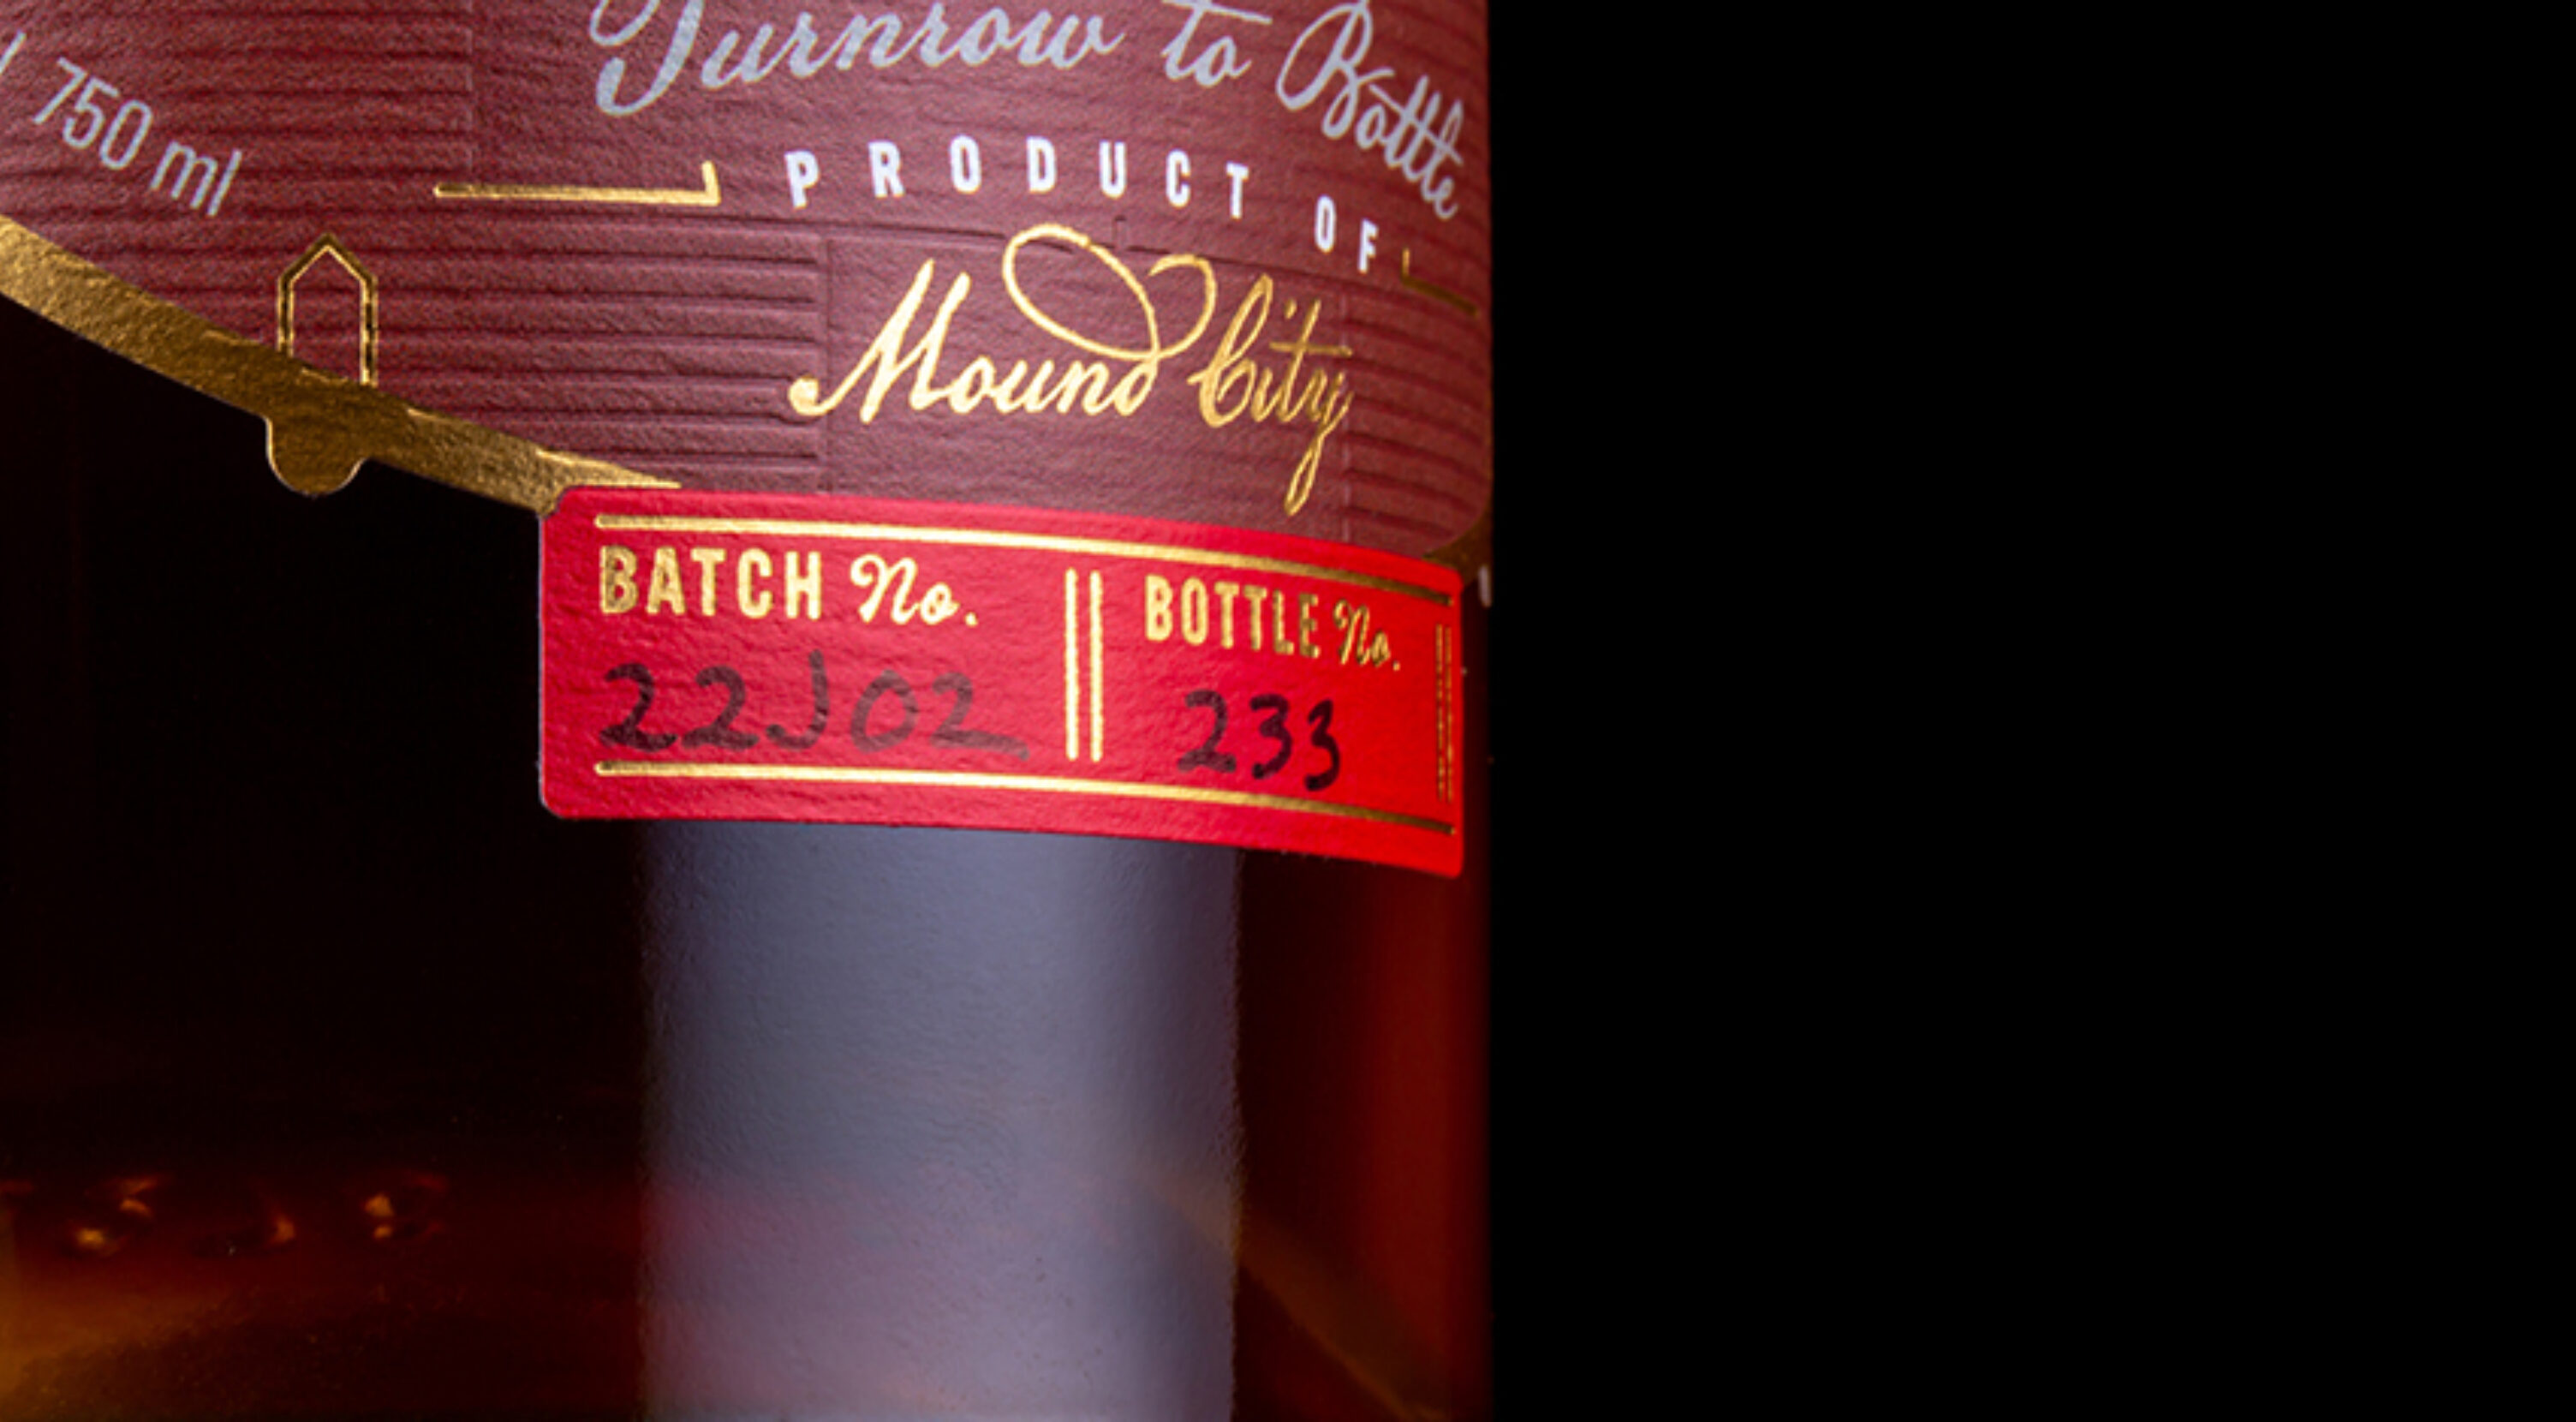 Turnrow to Bottle
750 ml
PRODUCT OF
Mound City
BATCH No.
22J02
BOTTLE No.
233